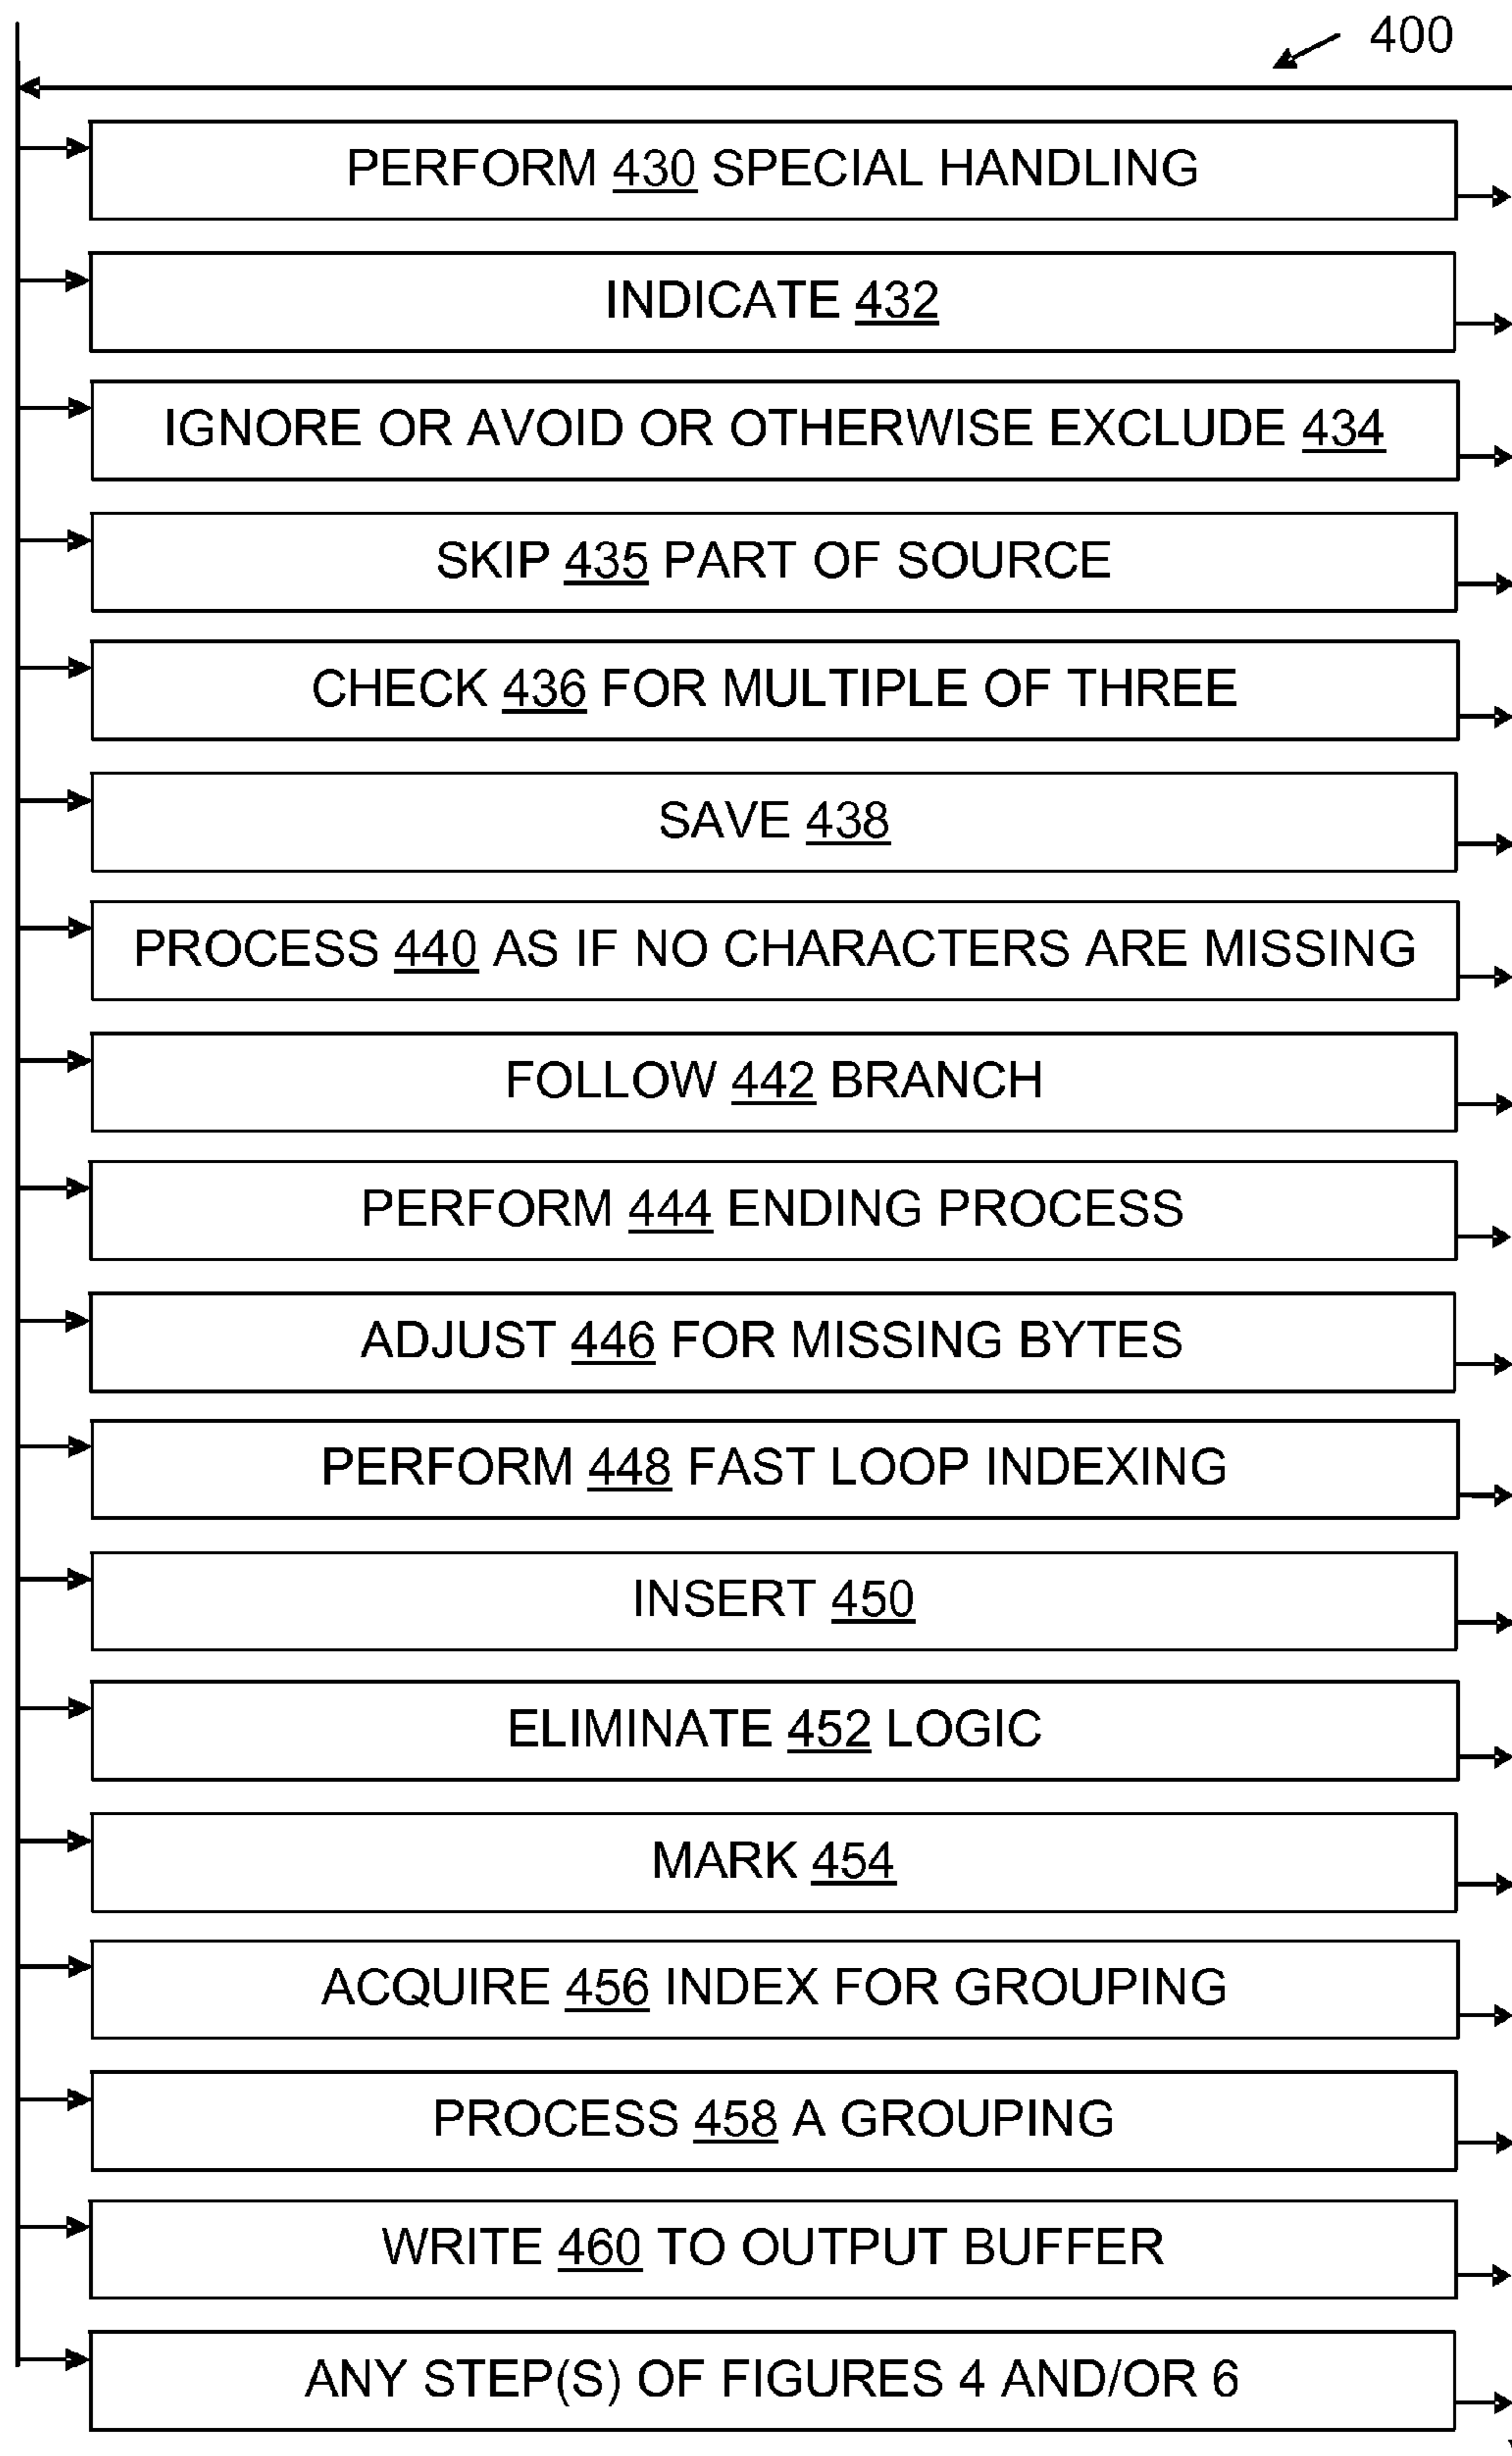 400
PERFORM 430 SPECIAL HANDLING
INDICATE 432
IGNORE OR AVOID OR OTHERWISE EXCLUDE 434
SKIP 435 PART OF SOURCE
CHECK 436 FOR MULTIPLE OF THREE
SAVE 438
PROCESS 440 AS IF NO CHARACTERS ARE MISSING
FOLLOW 442 BRANCH
PERFORM 444 ENDING PROCESS
ADJUST 446 FOR MISSING BYTES
PERFORM 448 FAST LOOP INDEXING
INSERT 450
ELIMINATE 452 LOGIC
MARK 454
ACQUIRE 456 INDEX FOR GROUPING
PROCESS 458 A GROUPING
WRITE 460 TO OUTPUT BUFFER
ANY STEP(S) OF FIGURES 4 AND/OR 6